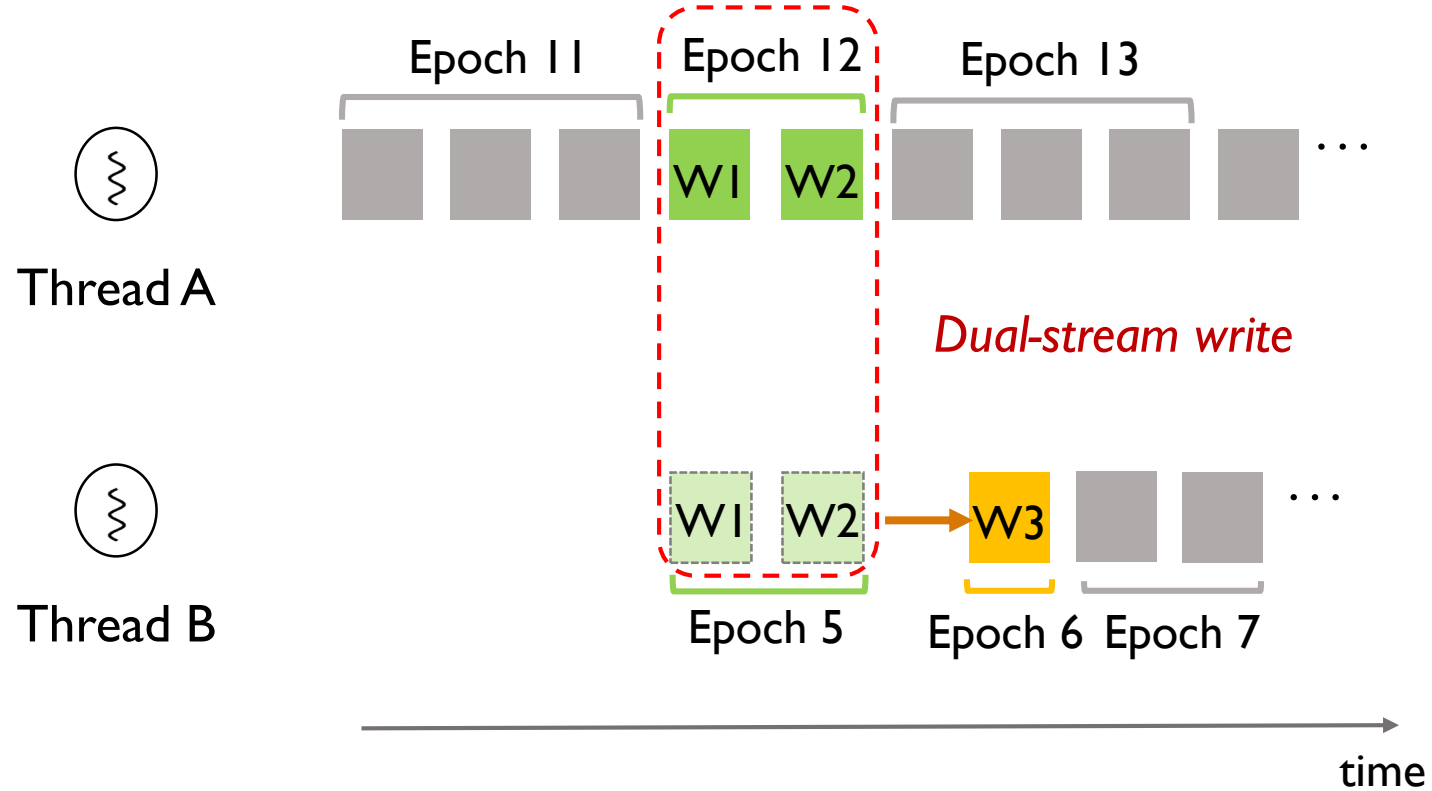 Epoch 11
Epoch 12
Epoch 13
W1
W2
...
Thread A
Dual-stream write
W1
W2
W3
...
Thread B
Epoch 5
Epoch 6
Epoch 7
time